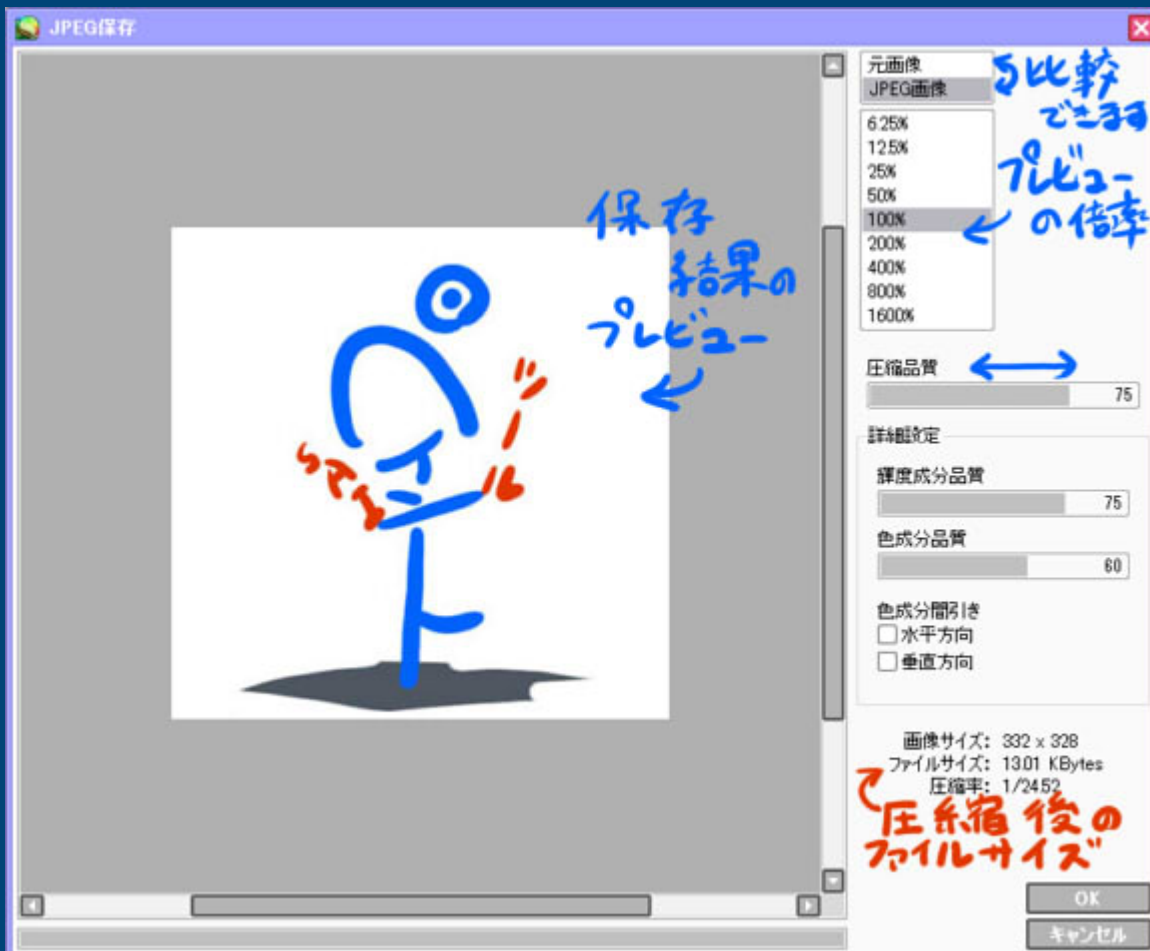 JPEG保存
元画像
JPEG画像
比較
できます
6.25%
12.5%
25%
50%
100%
200%
400%
800%
1600%
プレビュー
の倍率
保存
結果の
プレビュー
ペイント
ツール
サイ
圧縮品質
75
詳細設定
輝度成分品質
75
色成分品質
60
色成分間引き
水平方向
垂直方向
画像サイズ: 332 x 328
ファイルサイズ: 13.01 KBytes
圧縮率: 1/24.52
圧縮後の
ファイルサイズ
OK
キャンセル